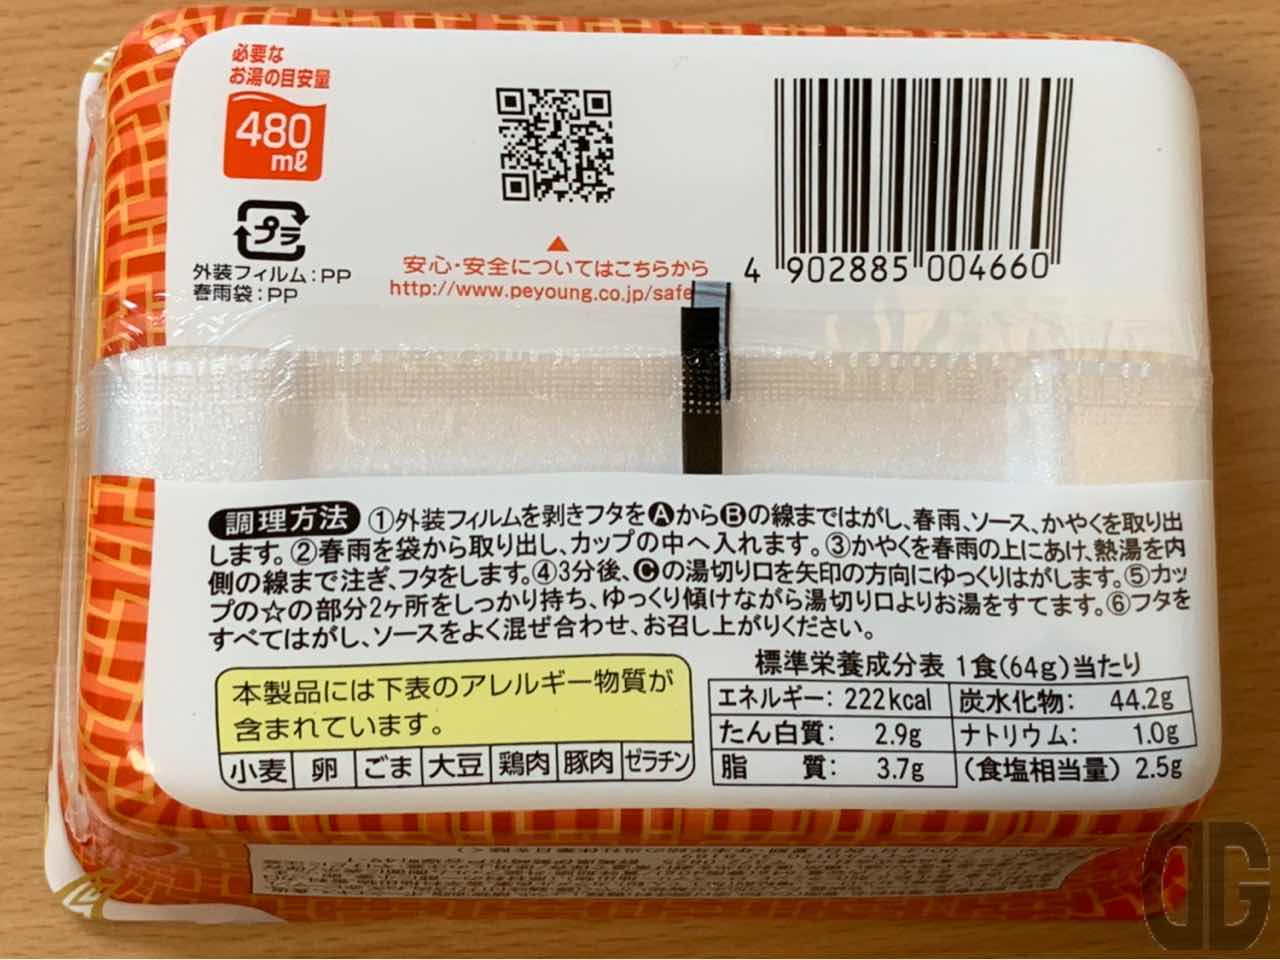 必要な
お湯の目安量
480
mℓ
プラ
外装フィルム:PP
春雨袋:PP
安心・安全についてはこちらから
http://www.peyoung.co.jp/safe
4 902885 004660
調理方法 ①外装フィルムを剥きフタをAからBの線まではがし、春雨、ソース、かやくを取り出
します。②春雨を袋から取り出し、カップの中へ入れます。③かやくを春雨の上にあけ、熱湯を内
側の線まで注ぎ、フタをします。④3分後、Cの湯切り口を矢印の方向にゆっくりはがします。⑤カッ
プの☆の部分2ヶ所をしっかり持ち、ゆっくり傾けながら湯切り口よりお湯をすてます。⑥フタを
すべてはがし、ソースをよく混ぜ合わせ、お召し上がりください。
本製品には下表のアレルギー物質が
含まれています。
小麦 卵 ごま 大豆 鶏肉 豚肉 ゼラチン
標準栄養成分表 1食(64g)当たり
エネルギー: 222kcal 炭水化物: 44.2g
たん白質: 2.9g ナトリウム: 1.0g
脂 質: 3.7g (食塩相当量) 2.5g
DG